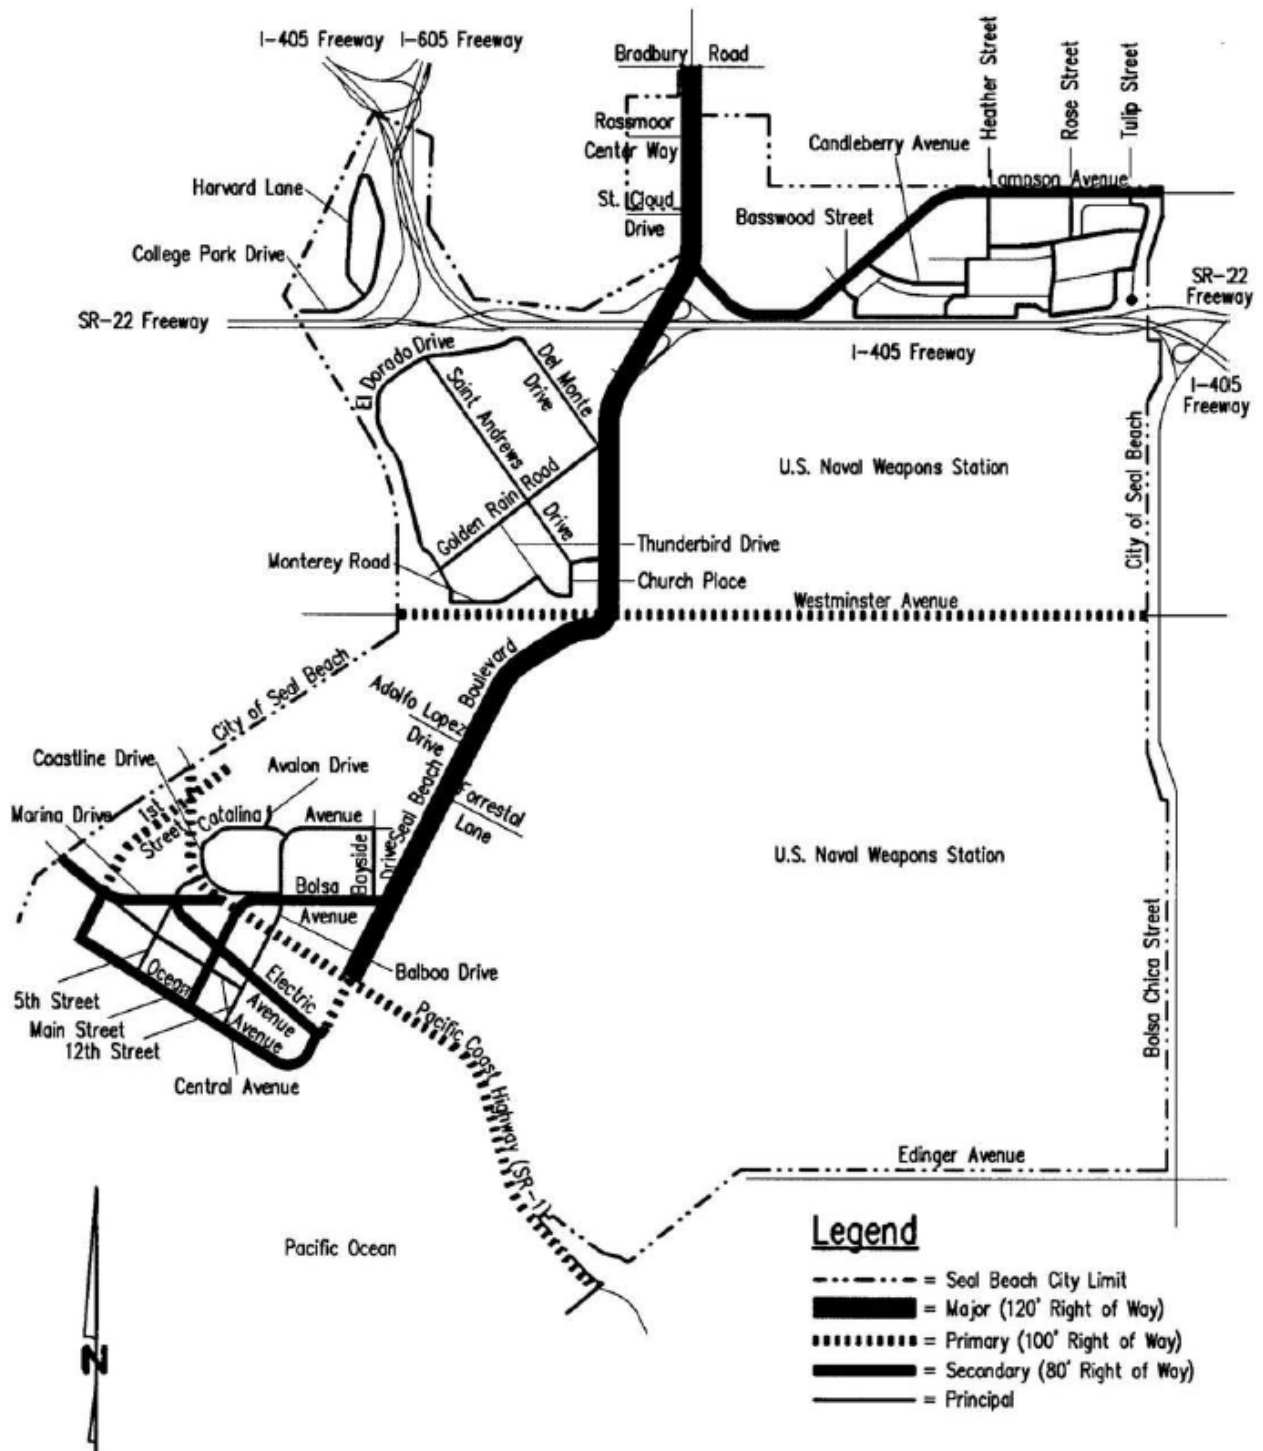 I-405 Freeway
I-605 Freeway
Bradbury Road
Heather Street
Rose Street
Tulip Street
Rossmoor
Center Way
Candleberry Avenue
Lampson Avenue
Harvard Lane
St. Cloud
Drive
Basswood Street
College Park Drive
SR-22
Freeway
SR-22 Freeway
I-405 Freeway
I-405
Freeway
El Dorado Drive
Del Monte
Drive
Saint Andrews
Drive
City of Seal Beach
U.S. Naval Weapons Station
Golden Rain Road
Thunderbird Drive
Monterey Road
Church Place
Westminster Avenue
City of Seal Beach
Seal Beach Boulevard
Adolfo Lopez
Drive
Coastline Drive
Avalon Drive
Marina Drive
1st
Street
Catalina Avenue
Forrestal
Lane
Bayside
Drive
U.S. Naval Weapons Station
Bolsa
Avenue
Bolsa Chica Street
Balboa Drive
5th Street
Ocean Avenue
Electric
Avenue
Main Street
12th Street
Central Avenue
Pacific Coast Highway (SR-1)
Edinger Avenue
Pacific Ocean
N
Legend
= Seal Beach City Limit
= Major (120' Right of Way)
= Primary (100' Right of Way)
= Secondary (80' Right of Way)
= Principal